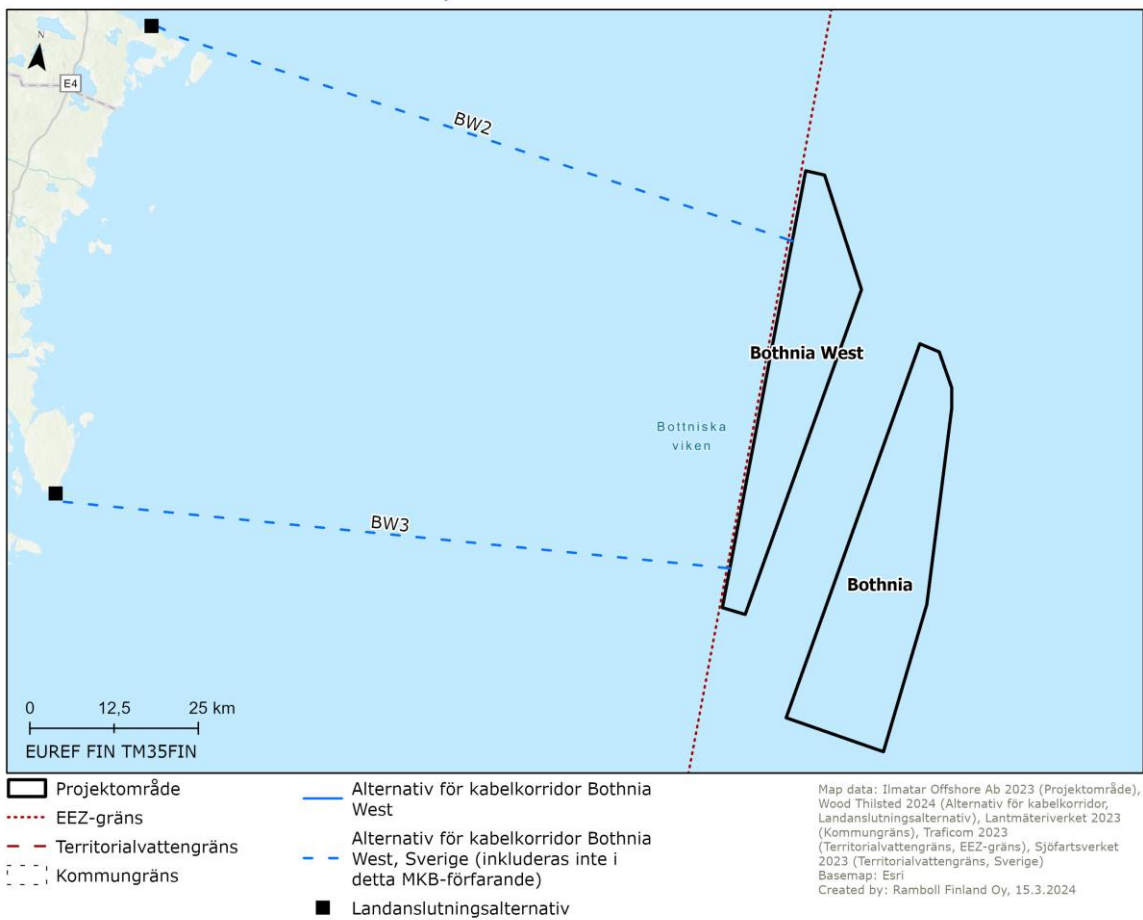 N
E4
BW2
Bothnia West
Bottniska
viken
BW3
Bothnia
0 12,5 25 km
EUREF FIN TM35FIN
Projektområde
EEZ-gräns
Territorialvattengräns
Kommungräns
Alternativ för kabelkorridor Bothnia
West
Alternativ för kabelkorridor Bothnia
West, Sverige (inkluderas inte i
detta MKB-förfarande)
Landanslutningsalternativ
Map data: Ilmatar Offshore Ab 2023 (Projektområde),
Wood Thilsted 2024 (Alternativ för kabelkorridor,
Landanslutningsalternativ), Lantmäteriverket 2023
(Kommungräns), Traficom 2023
(Territorialvattengräns, EEZ-gräns), Sjöfartsverket
2023 (Territorialvattengräns, Sverige)
Basemap: Esri
Created by: Ramboll Finland Oy, 15.3.2024